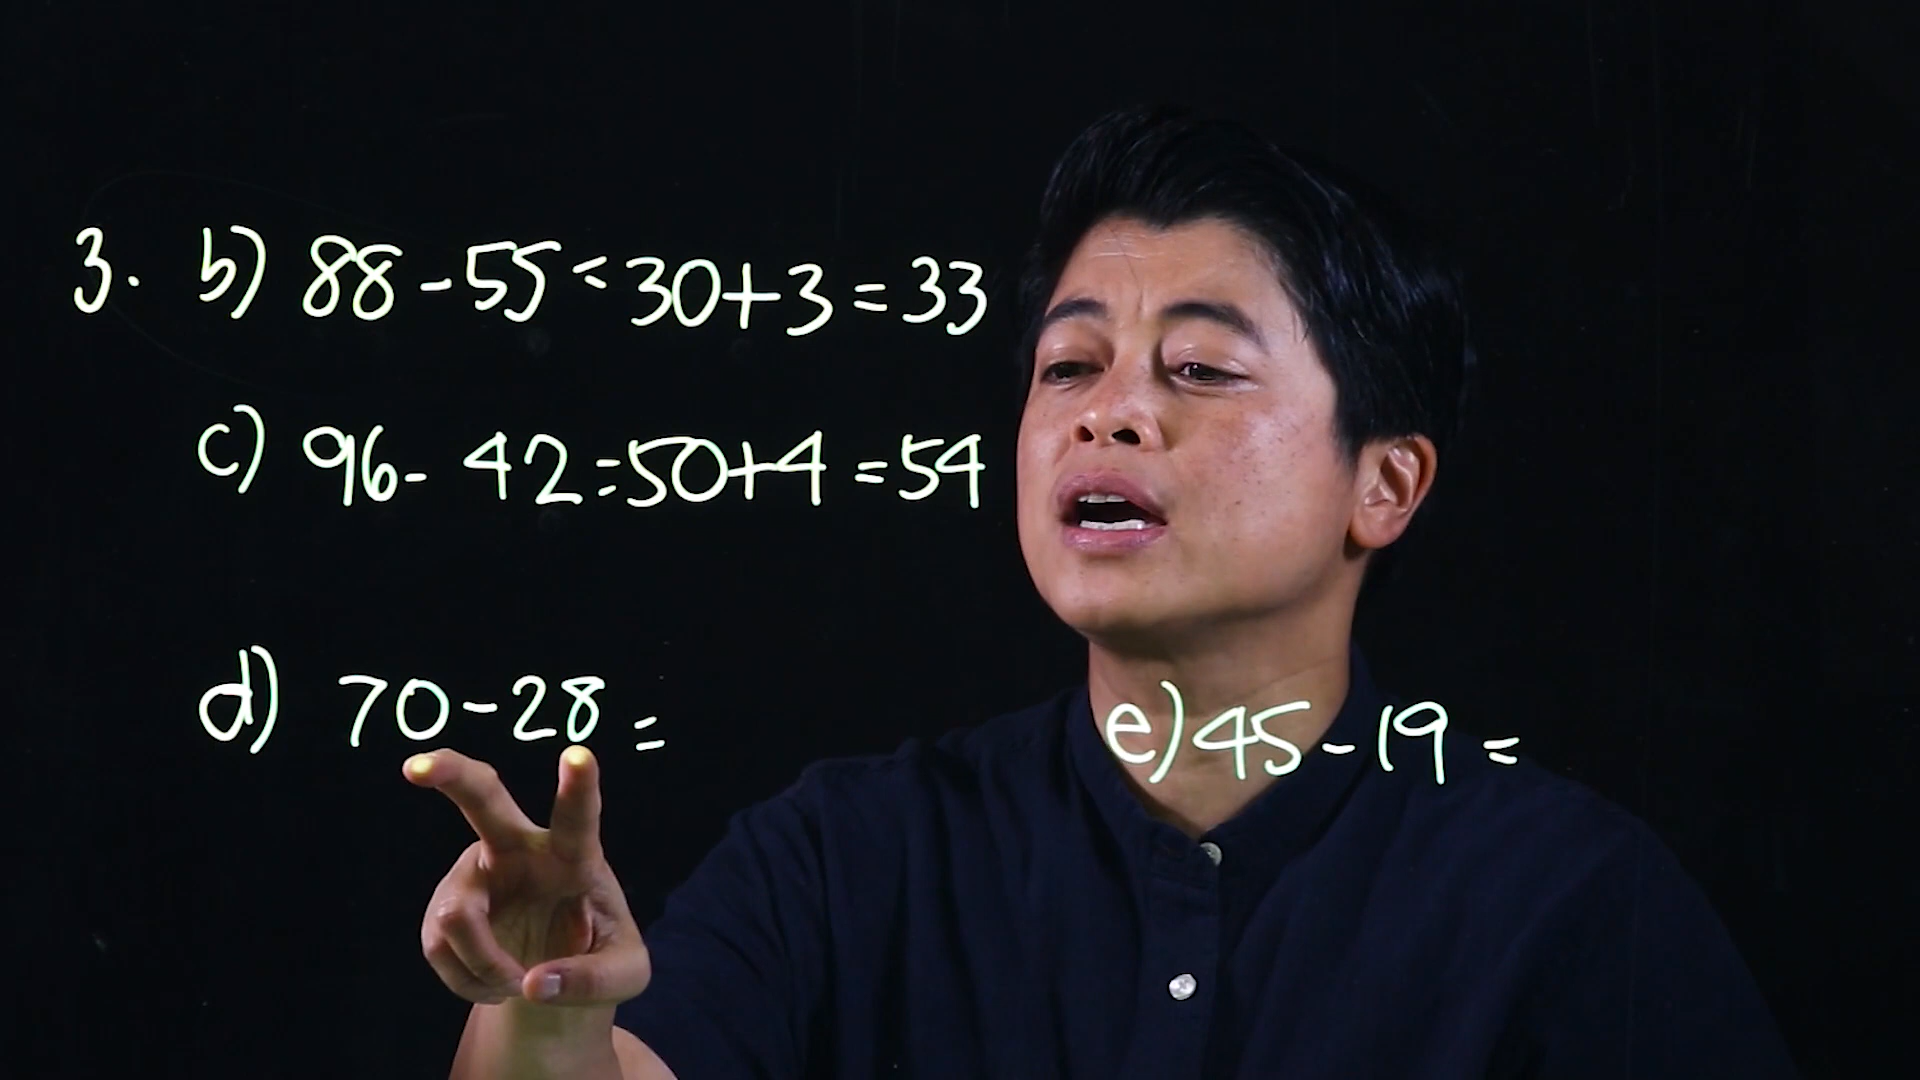 3. b) 88-55=30+3=33
c) 96-42=50+4=54
d) 70-28=
e) 45-19=